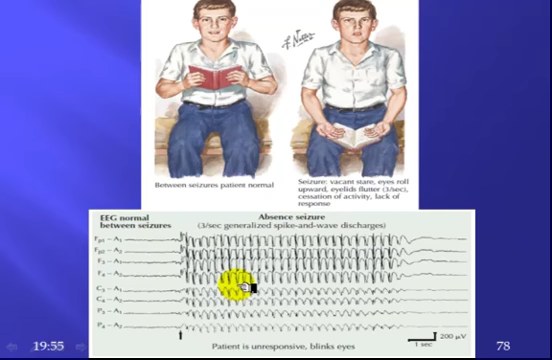 F. Netter
Between seizures patient normal
Seizure: vacant stare, eyes roll
upward, eyelids flutter (3/sec),
cessation of activity, lack of
response
EEG normal
between seizures
Absence seizure
(3/sec generalized spike-and-wave discharges)
Fp1 – A1
Fp2 – A2
F3 – A1
F4 – A2
C3 – A1
C4 – A2
P3 – A1
P4 – A2
200 μV
1 sec
Patient is unresponsive, blinks eyes
19:55
78